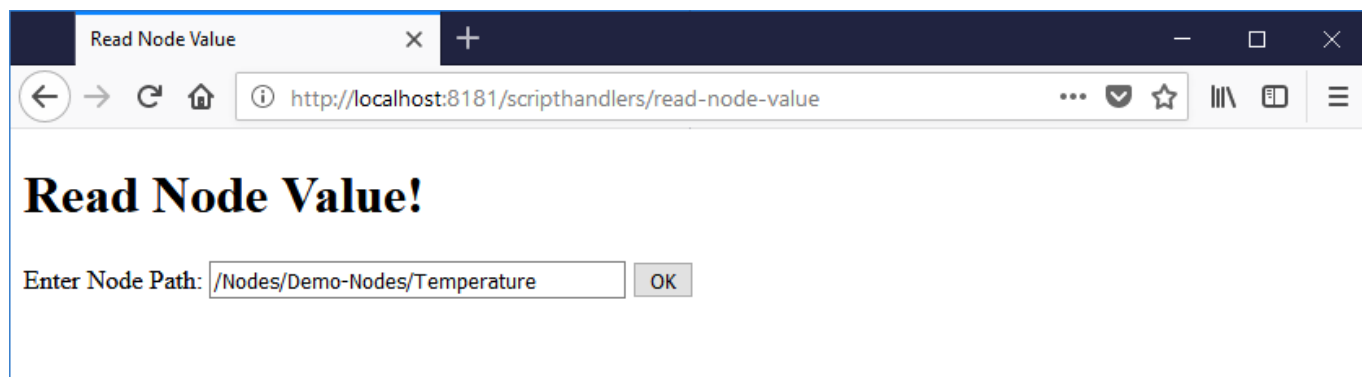 Read Node Value
http://localhost:8181/scripthandlers/read-node-value
Read Node Value!
Enter Node Path: /Nodes/Demo-Nodes/Temperature OK